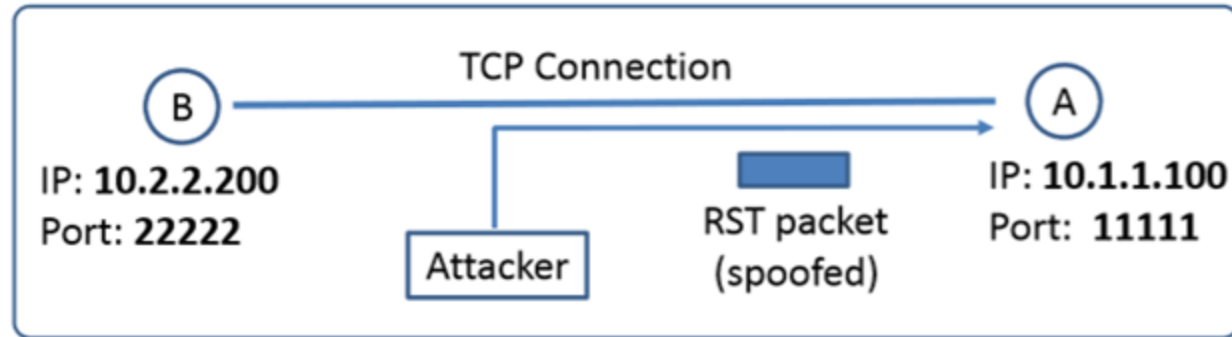 TCP Connection
B
A
IP: 10.2.2.200
Port: 22222
Attacker
RST packet
(spoofed)
IP: 10.1.1.100
Port: 11111